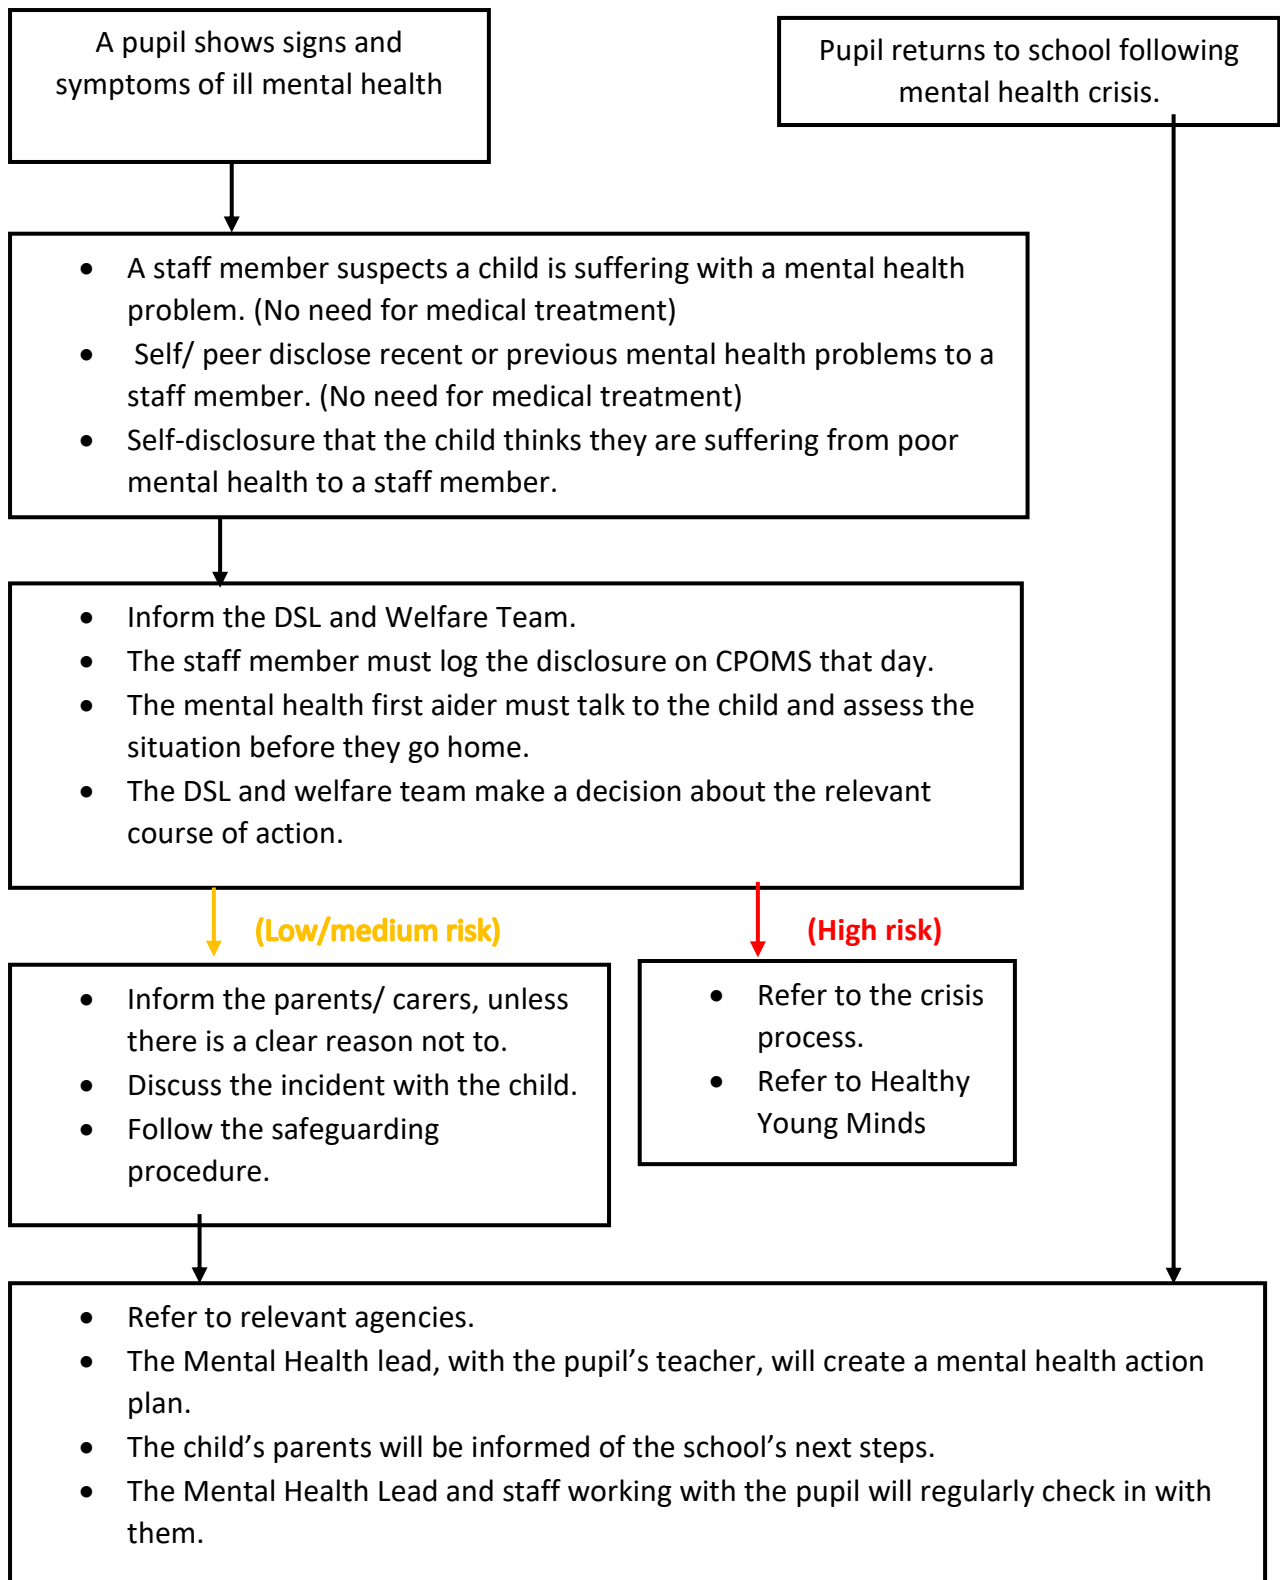 A pupil shows signs and
symptoms of ill mental health
Pupil returns to school following
mental health crisis.
• A staff member suspects a child is suffering with a mental health
problem. (No need for medical treatment)
• Self/ peer disclose recent or previous mental health problems to a
staff member. (No need for medical treatment)
• Self-disclosure that the child thinks they are suffering from poor
mental health to a staff member.
• Inform the DSL and Welfare Team.
• The staff member must log the disclosure on CPOMS that day.
• The mental health first aider must talk to the child and assess the
situation before they go home.
• The DSL and welfare team make a decision about the relevant
course of action.
(Low/medium risk)
(High risk)
• Inform the parents/ carers, unless
there is a clear reason not to.
• Discuss the incident with the child.
• Follow the safeguarding
procedure.
• Refer to the crisis
process.
• Refer to Healthy
Young Minds
• Refer to relevant agencies.
• The Mental Health lead, with the pupil’s teacher, will create a mental health action
plan.
• The child’s parents will be informed of the school’s next steps.
• The Mental Health Lead and staff working with the pupil will regularly check in with
them.